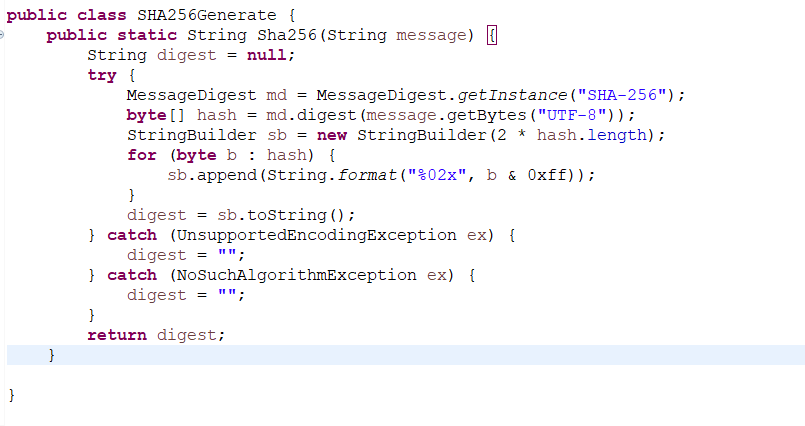 public class SHA256Generate {
    public static String Sha256(String message) {
        String digest = null;
        try {
            MessageDigest md = MessageDigest.getInstance("SHA-256");
            byte[] hash = md.digest(message.getBytes("UTF-8"));
            StringBuilder sb = new StringBuilder(2 * hash.length);
            for (byte b : hash) {
                sb.append(String.format("%02x", b & 0xff));
            }
            digest = sb.toString();
        } catch (UnsupportedEncodingException ex) {
            digest = "";
        } catch (NoSuchAlgorithmException ex) {
            digest = "";
        }
        return digest;
    }

}